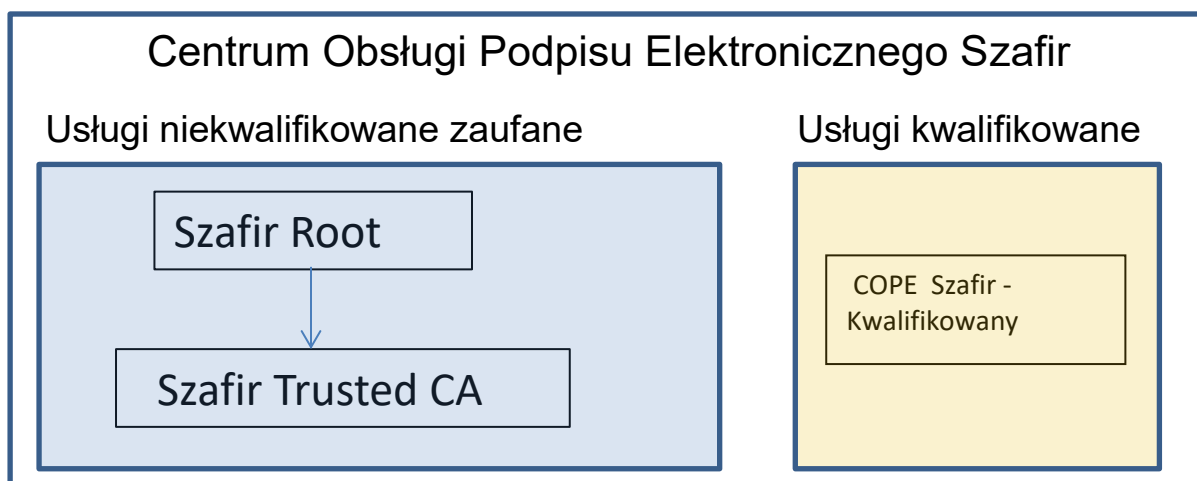 Centrum Obsługi Podpisu Elektronicznego Szafir
Usługi niekwalifikowane zaufane
Usługi kwalifikowane
Szafir Root
Szafir Trusted CA
COPE Szafir -
Kwalifikowany